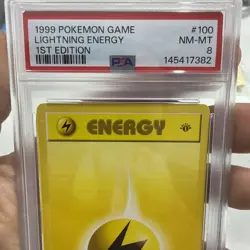 1999 POKEMON GAME #100
LIGHTNING ENERGY NM-MT
1ST EDITION 8
PSA 145417382
ENERGY